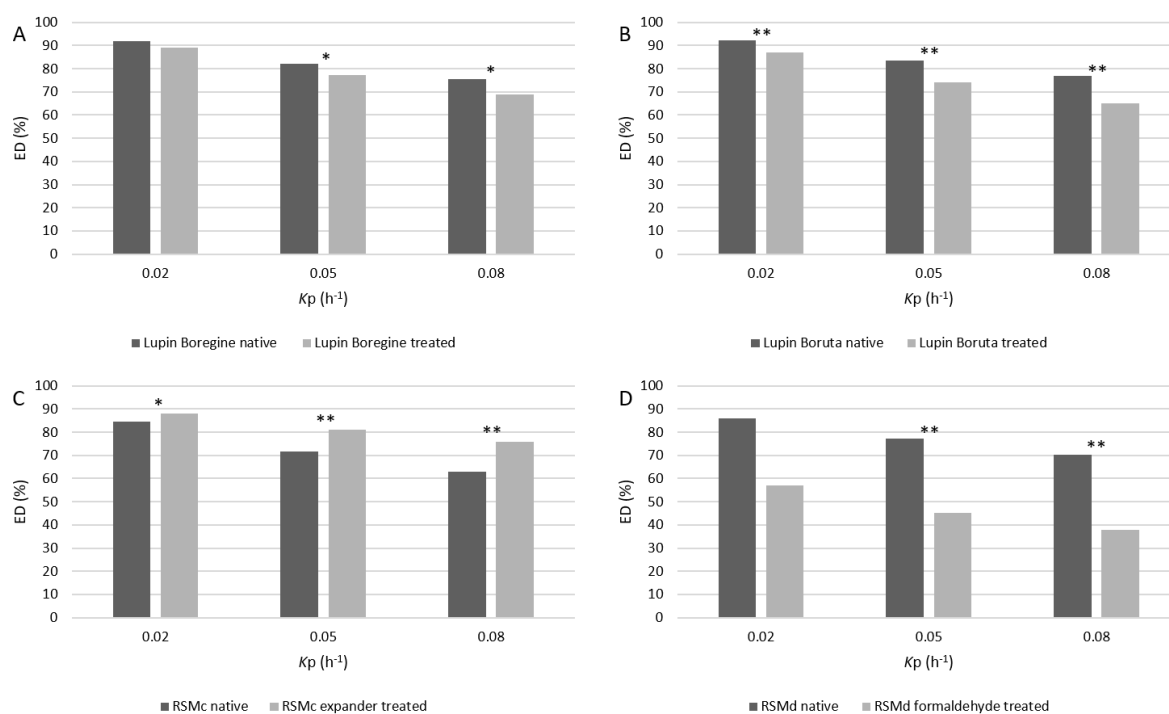 A
ED (%)
100
90
80
70
60
50
40
30
20
10
0
*
*
0.02 0.05 0.08
Kp (h⁻¹)
Lupin Boregine native Lupin Boregine treated
B
ED (%)
100
90
80
70
60
50
40
30
20
10
0
**
**
**
0.02 0.05 0.08
Kp (h⁻¹)
Lupin Boruta native Lupin Boruta treated
C
ED (%)
100
90
80
70
60
50
40
30
20
10
0
*
**
**
0.02 0.05 0.08
Kp (h⁻¹)
RSMc native RSMc expander treated
D
ED (%)
100
90
80
70
60
50
40
30
20
10
0
**
**
0.02 0.05 0.08
Kp (h⁻¹)
RSMd native RSMd formaldehyde treated